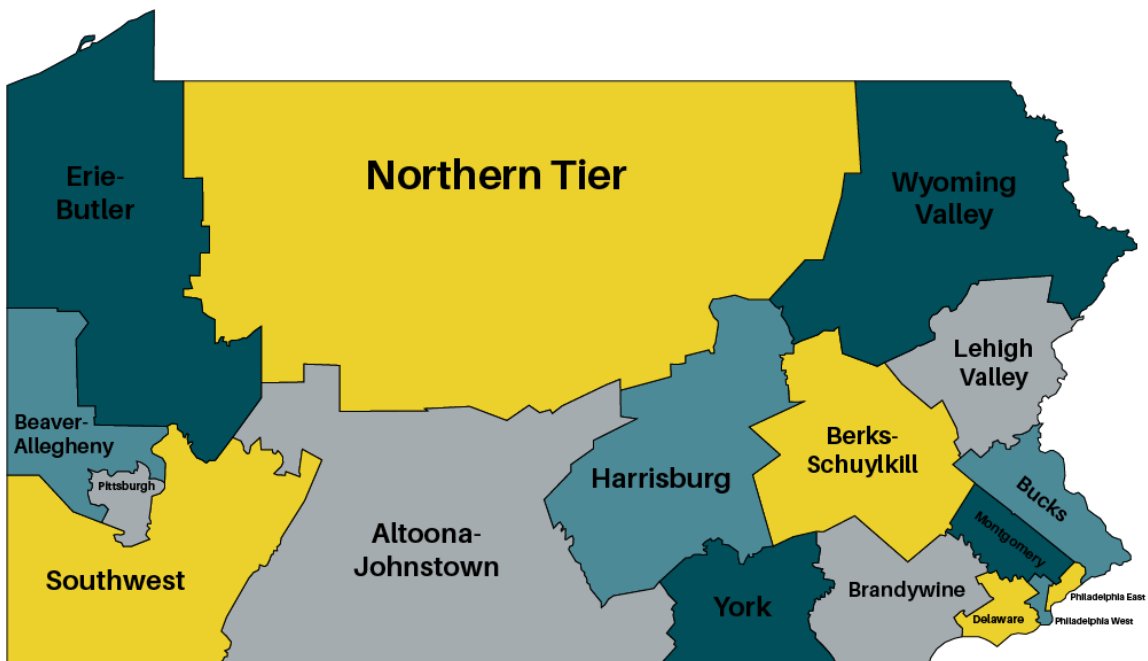 Northern Tier
Erie-
Butler
Wyoming
Valley
Lehigh
Valley
Beaver-
Allegheny
Pittsburgh
Berks-
Schuylkill
Harrisburg
Bucks
Montgomery
Altoona-
Johnstown
Southwest
Brandywine
York
Philadelphia East
Delaware
Philadelphia West